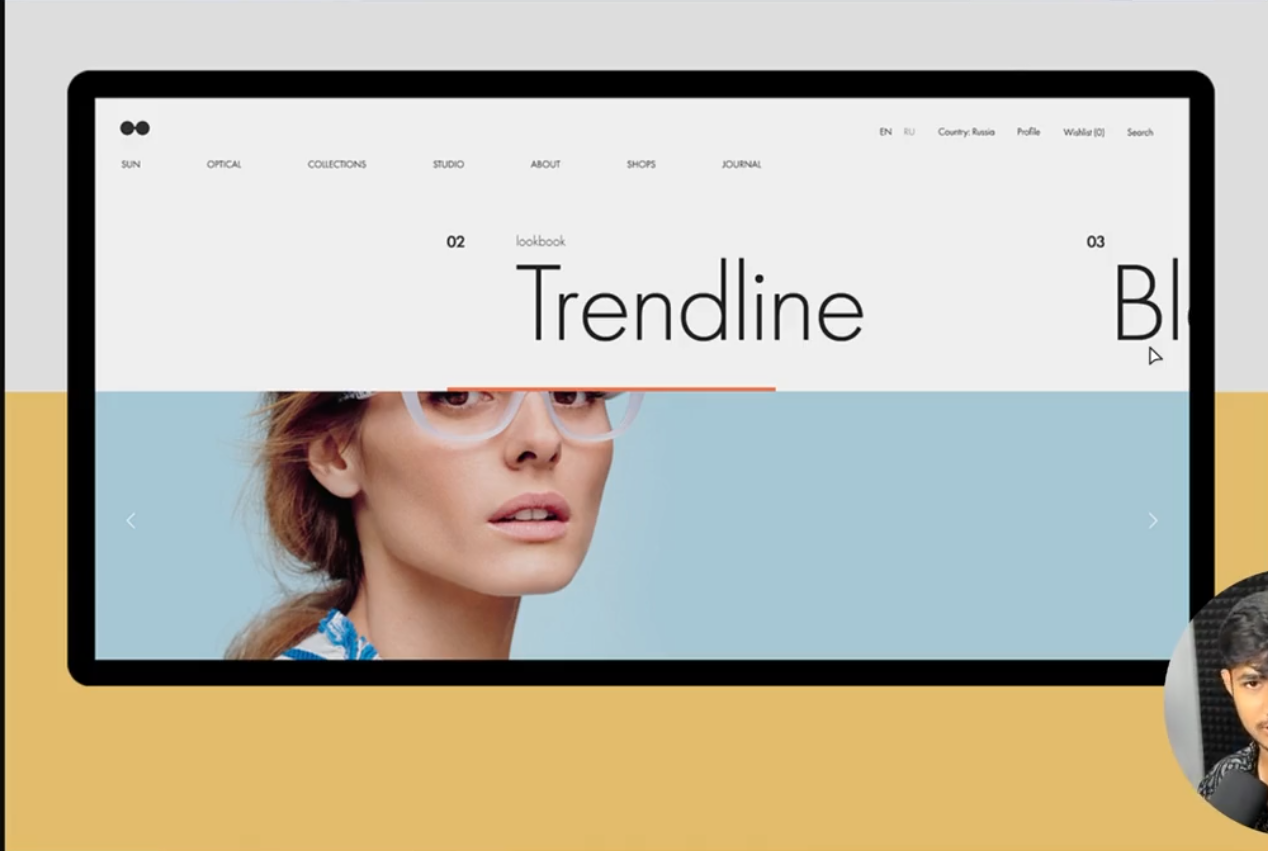 EN RU Country: Russia Profile Wishlist (0) Search
SUN OPTICAL COLLECTIONS STUDIO ABOUT SHOPS JOURNAL
02 lookbook 03
Trendline